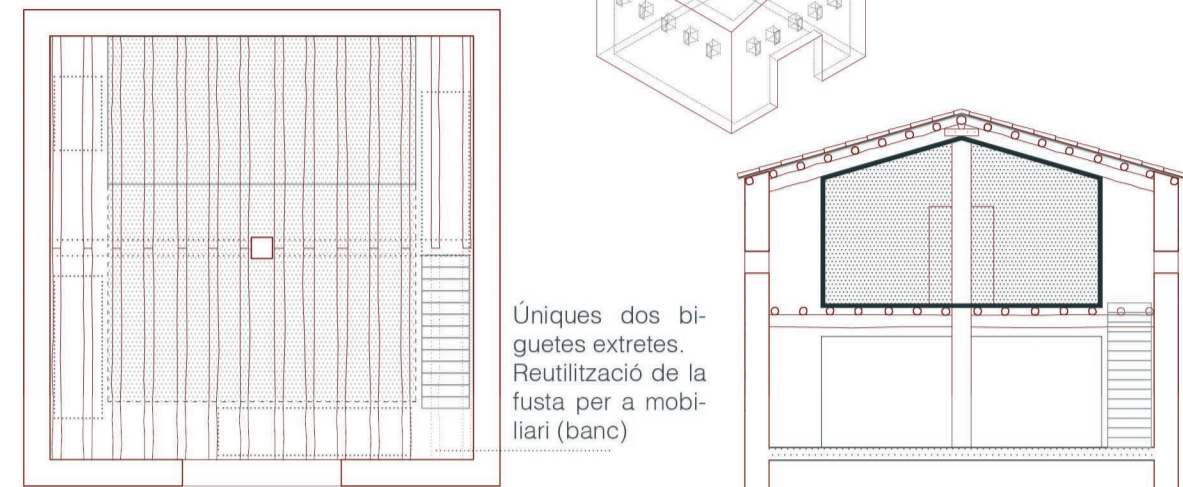 Úniques dos bi-
guetes extretes.
Reutilització de la
fusta per a mobi-
liari (banc)